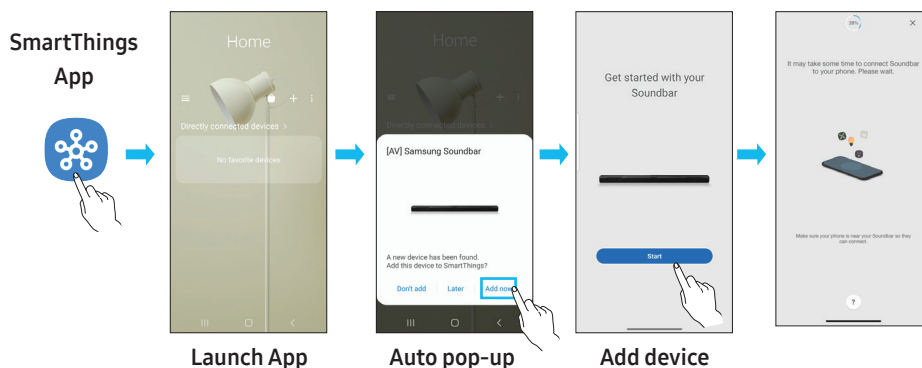 SmartThings
App
Home
Directly connected devices >
No favorite devices
Launch App
Home
Directly connected devices >
[AV] Samsung Soundbar
A new device has been found.
Add this device to SmartThings?
Don't add
Later
Add now
Auto pop-up
Get started with your
Soundbar
Start
Add device
38%
It may take some time to connect Soundbar
to your phone. Please wait.
Make sure your phone is near your Soundbar so they
can connect.
?